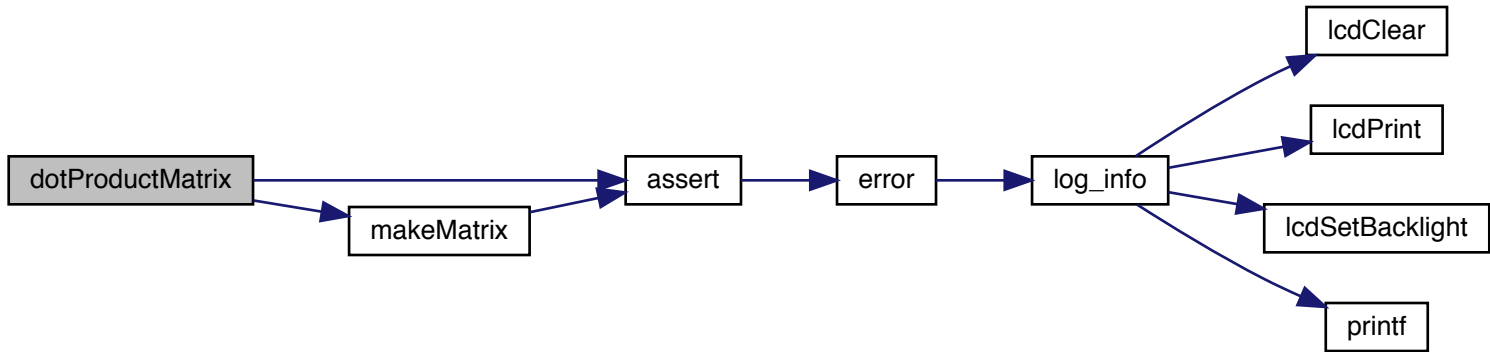 dotProductMatrix
makeMatrix
assert
error
log_info
lcdClear
lcdPrint
lcdSetBacklight
printf